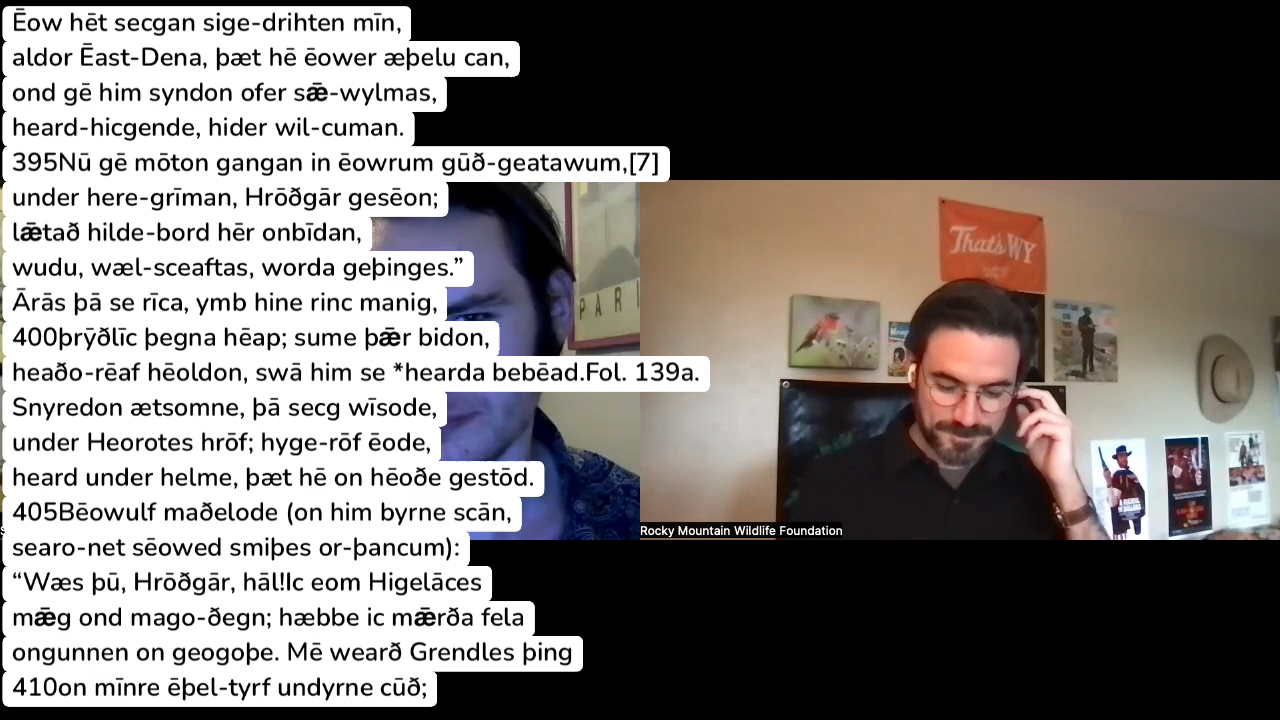 Ēow hēt secgan sige-drihten mīn,
aldor Ēast-Dena, þæt hē ēower æþelu can,
ond gē him syndon ofer sǣ-wylmas,
heard-hicgende, hider wil-cuman.
395Nū gē mōton gangan in ēowrum gūð-geatawum,[7]
under here-grīman, Hrōðgār gesēon;
lǣtað hilde-bord hēr onbīdan,
wudu, wæl-sceaftas, worda geþinges.”
Ārās þā se rīca, ymb hine rinc manig,
400þrȳðlīc þegna hēap; sume þǣr bidon,
heaðo-rēaf hēoldon, swā him se *hearda bebēad.Fol. 139a.
Snyredon ætsomne, þā secg wīsode,
under Heorotes hrōf; hyge-rōf ēode,
heard under helme, þæt hē on hēoðe gestōd.
405Bēowulf maðelode (on him byrne scān,
searo-net sēowed smiþes or-þancum):
“Wæs þū, Hrōðgār, hāl!Ic eom Higelāces
mǣg ond mago-ðegn; hæbbe ic mǣrða fela
ongunnen on geogoþe. Mē wearð Grendles þing
410on mīnre ēþel-tyrf undyrne cūð;
PARI
That's WY
Rocky Mountain Wildlife Foundation